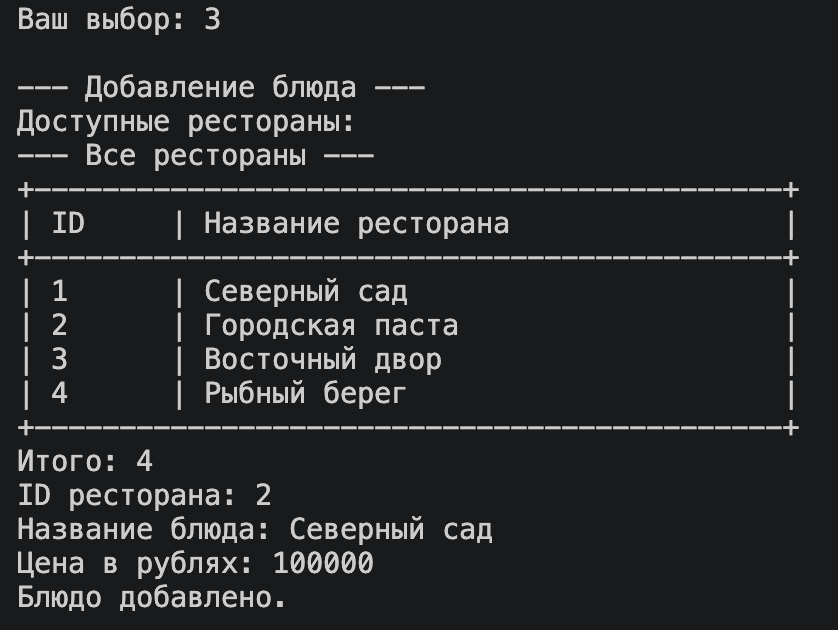 Ваш выбор: 3
--- Добавление блюда ---
Доступные рестораны:
--- Все рестораны ---
+--------------------------------------------+
| ID     | Название ресторана                |
+--------------------------------------------+
| 1      | Северный сад                      |
| 2      | Городская паста                   |
| 3      | Восточный двор                    |
| 4      | Рыбный берег                      |
+--------------------------------------------+
Итого: 4
ID ресторана: 2
Название блюда: Северный сад
Цена в рублях: 100000
Блюдо добавлено.